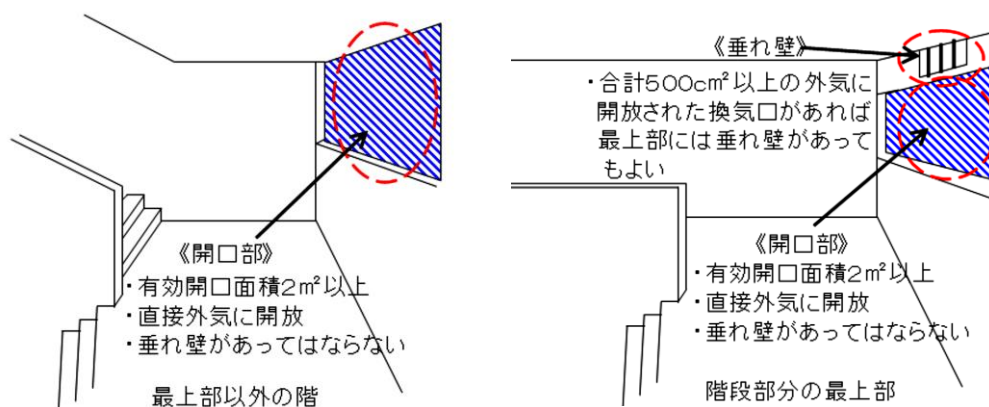 《開口部》
・有効開口面積2㎡以上
・直接外気に開放
・垂れ壁があってはならない
最上部以外の階
《垂れ壁》
・合計500c㎡以上の外気に
開放された換気口があれば
最上部には垂れ壁があって
もよい
《開口部》
・有効開口面積2㎡以上
・直接外気に開放
・垂れ壁があってはならない
階段部分の最上部